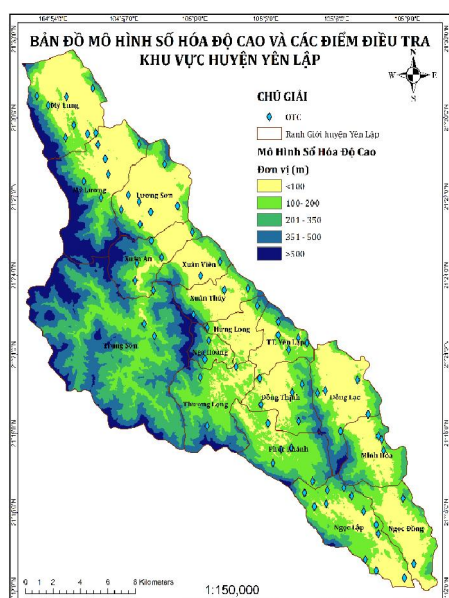 BẢN ĐỒ MÔ HÌNH SỐ HÓA ĐỘ CAO VÀ CÁC ĐIỂM ĐIỀU TRA
KHU VỰC HUYỆN YÊN LẬP
N
W
E
S
CHÚ GIẢI
OTC
Ranh Giới huyện Yên Lập
Mô Hình Số Hóa Độ Cao
Đơn vị (m)
<100
100-200
201 - 350
351 - 500
>500
Mỹ Lung
Mỹ Lương
Lương Sơn
Xuân An
Xuân Viên
Xuân Thủy
Hưng Long
TT. Yên Lập
Trung Sơn
Nga Hoàng
Đồng Thịnh
Đồng Lạc
Thượng Long
Phúc Khánh
Minh Hòa
Ngọc Lập
Ngọc Đồng
0 1 2 4 6 8 Kilometers
1:150,000